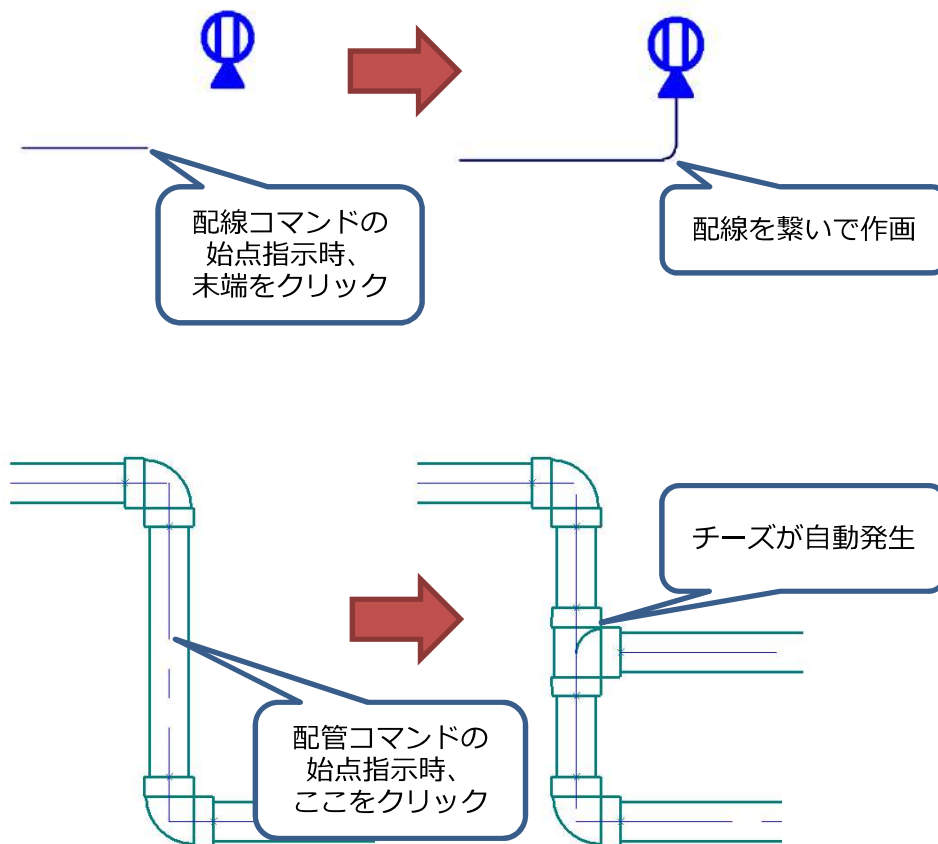 配線コマンドの
始点指示時、
末端をクリック
配線を繋いで作画
チーズが自動発生
配管コマンドの
始点指示時、
ここをクリック